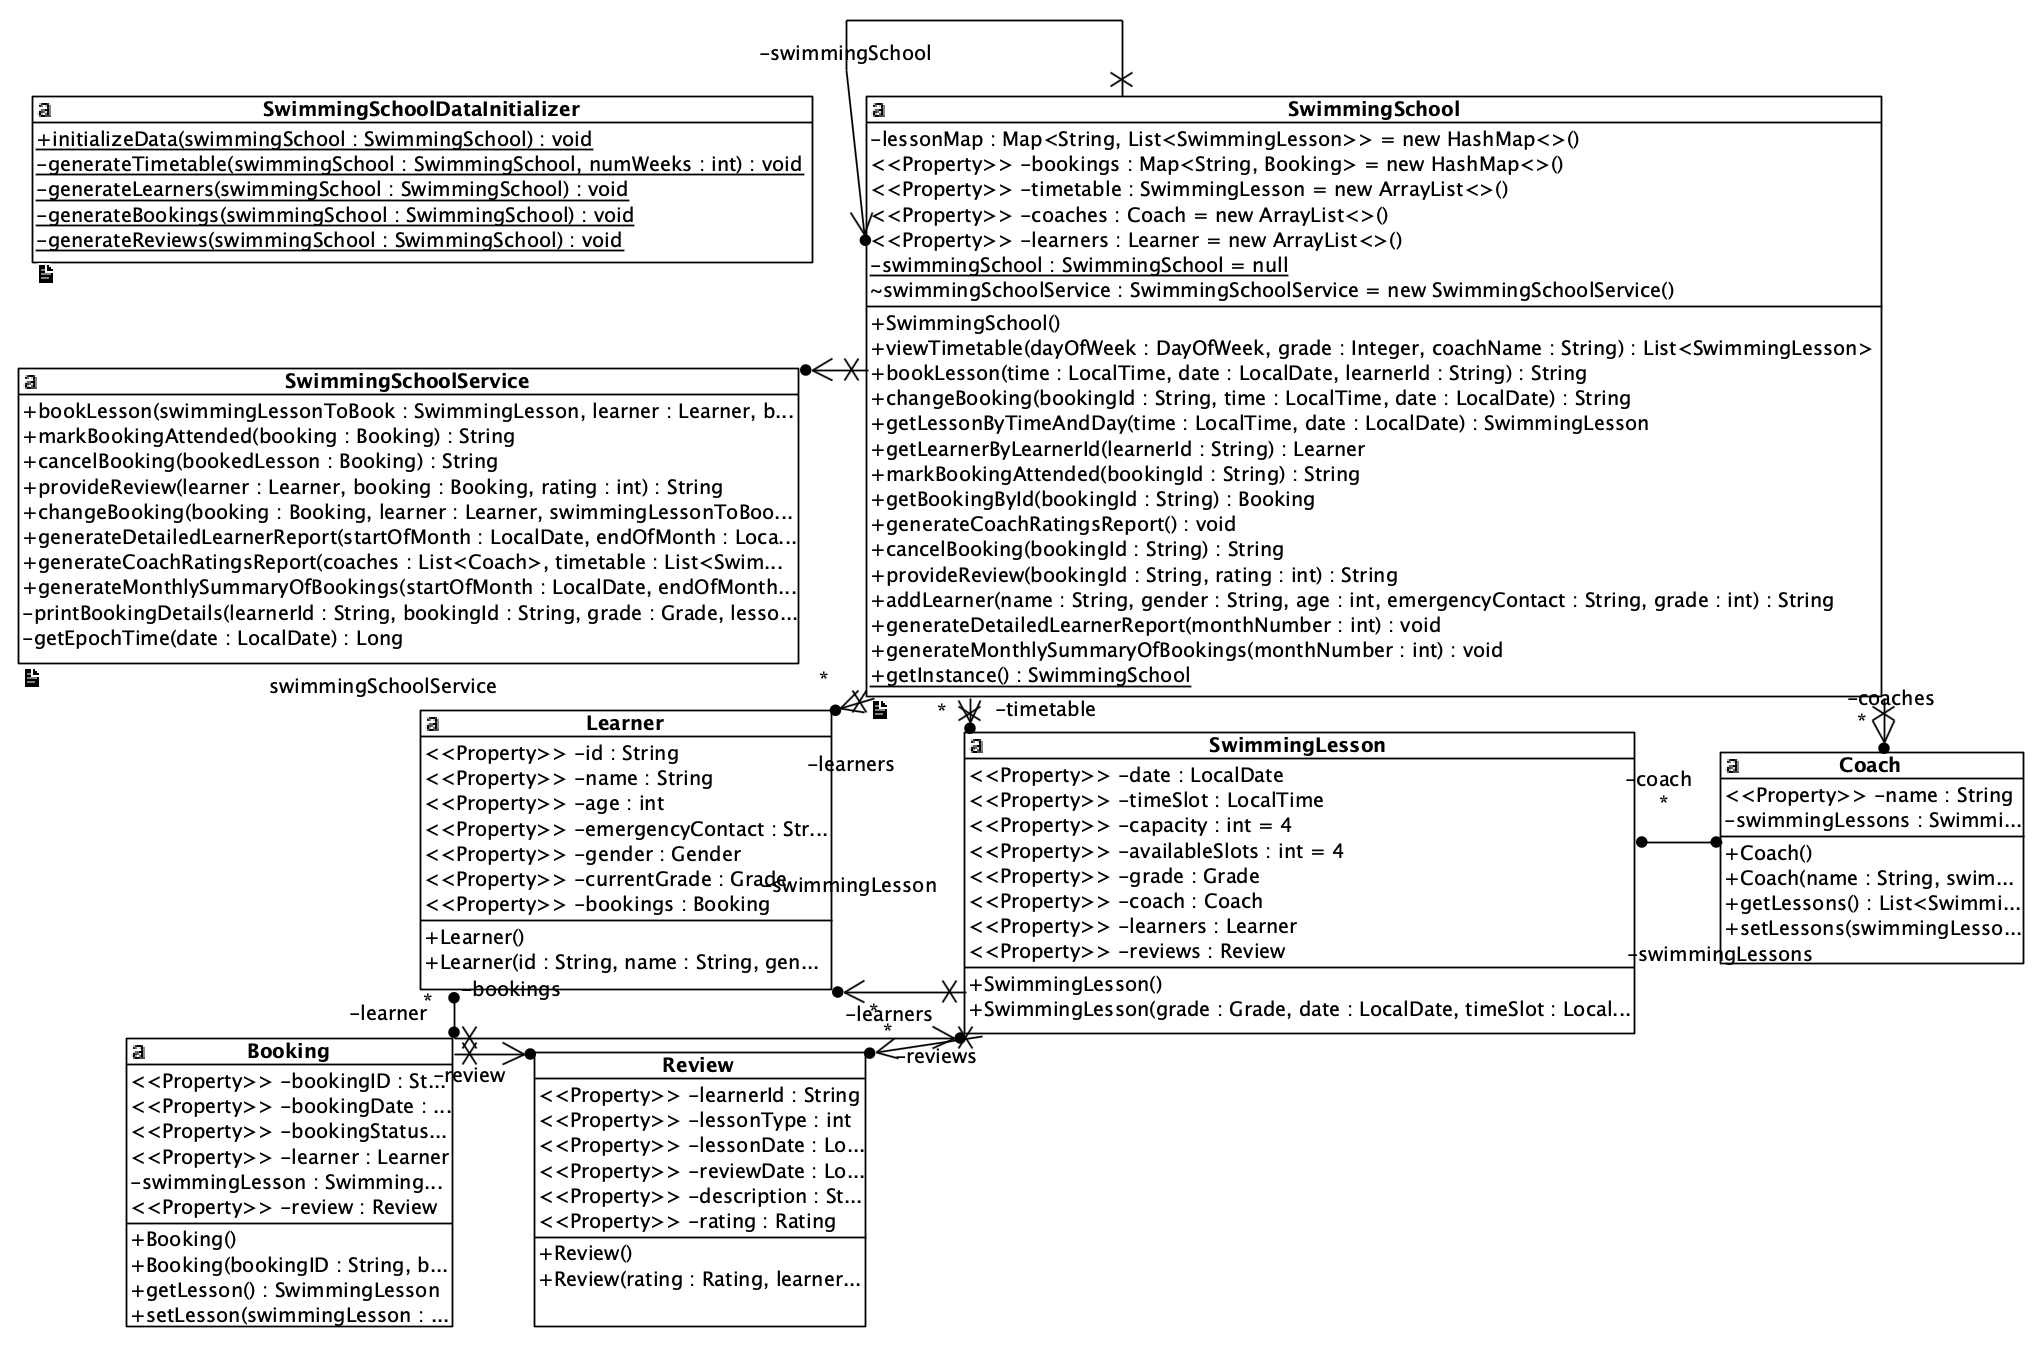 -swimmingSchool
a SwimmingSchoolDataInitializer
+initializeData(swimmingSchool : SwimmingSchool) : void
-generateTimetable(swimmingSchool : SwimmingSchool, numWeeks : int) : void
-generateLearners(swimmingSchool : SwimmingSchool) : void
-generateBookings(swimmingSchool : SwimmingSchool) : void
-generateReviews(swimmingSchool : SwimmingSchool) : void
a SwimmingSchool
-lessonMap : Map<String, List<SwimmingLesson>> = new HashMap<>()
<<Property>> -bookings : Map<String, Booking> = new HashMap<>()
<<Property>> -timetable : SwimmingLesson = new ArrayList<>()
<<Property>> -coaches : Coach = new ArrayList<>()
<<Property>> -learners : Learner = new ArrayList<>()
-swimmingSchool : SwimmingSchool = null
~swimmingSchoolService : SwimmingSchoolService = new SwimmingSchoolService()
+SwimmingSchool()
+viewTimetable(dayOfWeek : DayOfWeek, grade : Integer, coachName : String) : List<SwimmingLesson>
+bookLesson(time : LocalTime, date : LocalDate, learnerId : String) : String
+changeBooking(bookingId : String, time : LocalTime, date : LocalDate) : String
+getLessonByTimeAndDay(time : LocalTime, date : LocalDate) : SwimmingLesson
+getLearnerByLearnerId(learnerId : String) : Learner
+markBookingAttended(bookingId : String) : String
+getBookingById(bookingId : String) : Booking
+generateCoachRatingsReport() : void
+cancelBooking(bookingId : String) : String
+provideReview(bookingId : String, rating : int) : String
+addLearner(name : String, gender : String, age : int, emergencyContact : String, grade : int) : String
+generateDetailedLearnerReport(monthNumber : int) : void
+generateMonthlySummaryOfBookings(monthNumber : int) : void
+getInstance() : SwimmingSchool
a SwimmingSchoolService
+bookLesson(swimmingLessonToBook : SwimmingLesson, learner : Learner, b...
+markBookingAttended(booking : Booking) : String
+cancelBooking(bookedLesson : Booking) : String
+provideReview(learner : Learner, booking : Booking, rating : int) : String
+changeBooking(booking : Booking, learner : Learner, swimmingLessonToBoo...
+generateDetailedLearnerReport(startOfMonth : LocalDate, endOfMonth : Loca...
+generateCoachRatingsReport(coaches : List<Coach>, timetable : List<Swim...
+generateMonthlySummaryOfBookings(startOfMonth : LocalDate, endOfMonth...
-printBookingDetails(learnerId : String, bookingId : String, grade : Grade, lesso...
-getEpochTime(date : LocalDate) : Long
swimmingSchoolService
*
-learners
* -timetable
-coaches
*
a Learner
<<Property>> -id : String
<<Property>> -name : String
<<Property>> -age : int
<<Property>> -emergencyContact : Str...
<<Property>> -gender : Gender
<<Property>> -currentGrade : Grade
<<Property>> -bookings : Booking
+Learner()
+Learner(id : String, name : String, gen...
-swimmingLesson
a SwimmingLesson
<<Property>> -date : LocalDate
<<Property>> -timeSlot : LocalTime
<<Property>> -capacity : int = 4
<<Property>> -availableSlots : int = 4
<<Property>> -grade : Grade
<<Property>> -coach : Coach
<<Property>> -learners : Learner
<<Property>> -reviews : Review
+SwimmingLesson()
+SwimmingLesson(grade : Grade, date : LocalDate, timeSlot : Local...
-coach
*
-swimmingLessons
a Coach
<<Property>> -name : String
-swimmingLessons : Swimmi...
+Coach()
+Coach(name : String, swim...
+getLessons() : List<Swimmi...
+setLessons(swimmingLesso...
* -bookings
-learner
*
-learners
*
-reviews
-review
a Booking
<<Property>> -bookingID : St...
<<Property>> -bookingDate : ...
<<Property>> -bookingStatus...
<<Property>> -learner : Learner
-swimmingLesson : Swimming...
<<Property>> -review : Review
+Booking()
+Booking(bookingID : String, b...
+getLesson() : SwimmingLesson
+setLesson(swimmingLesson : ...
Review
<<Property>> -learnerId : String
<<Property>> -lessonType : int
<<Property>> -lessonDate : Lo...
<<Property>> -reviewDate : Lo...
<<Property>> -description : St...
<<Property>> -rating : Rating
+Review()
+Review(rating : Rating, learner...